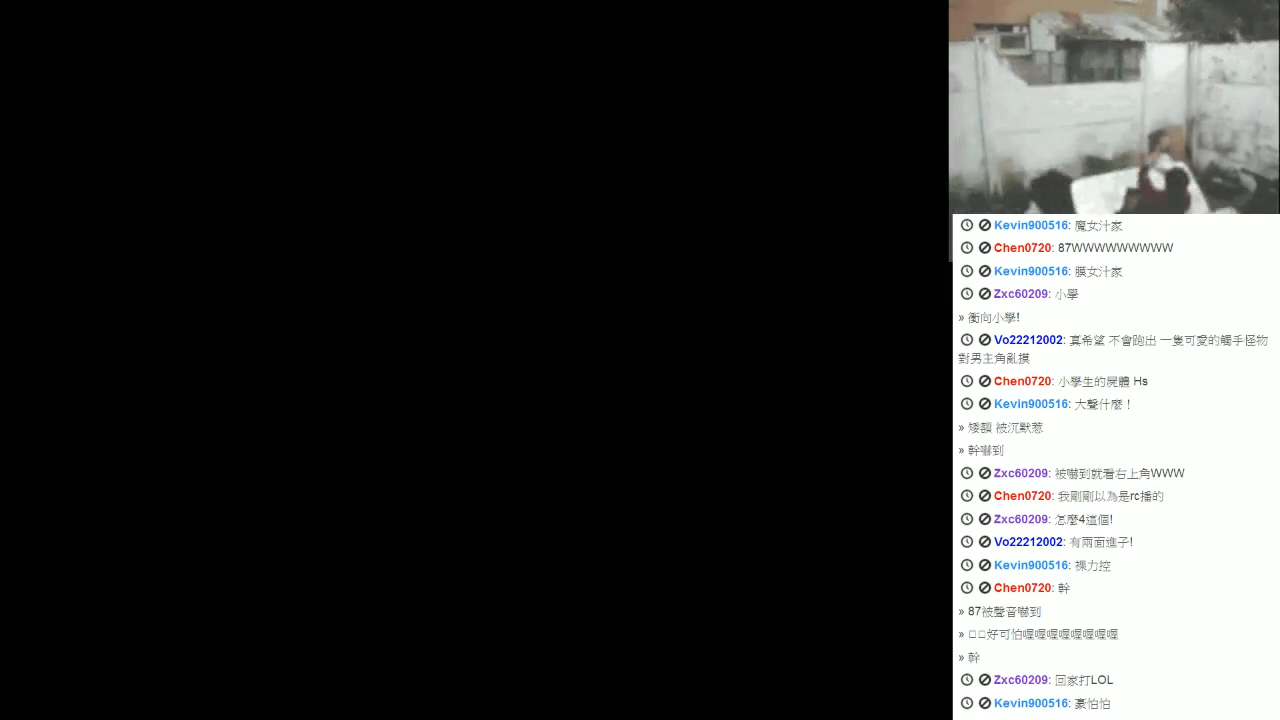 Kevin900516: 魔女汁家
Chen0720: 87WWWWWWWWW
Kevin900516: 膜女汁家
Zxc60209: 小學
» 衝向小學!
Vo22212002: 真希望 不會跑出 一隻可愛的觸手怪物
對男主角亂摸
Chen0720: 小學生的屍體 Hs
Kevin900516: 大聲什麼！
» 矮額 被沉默惹
» 幹嚇到
Zxc60209: 被嚇到就看右上角WWW
Chen0720: 我剛剛以為是rc播的
Zxc60209: 怎麼4這個!
Vo22212002: 有兩面進子!
Kevin900516: 裸力控
Chen0720: 幹
» 87被聲音嚇到
» □□好可怕喔喔喔喔喔喔喔喔
» 幹
Zxc60209: 回家打LOL
Kevin900516: 豪怕怕